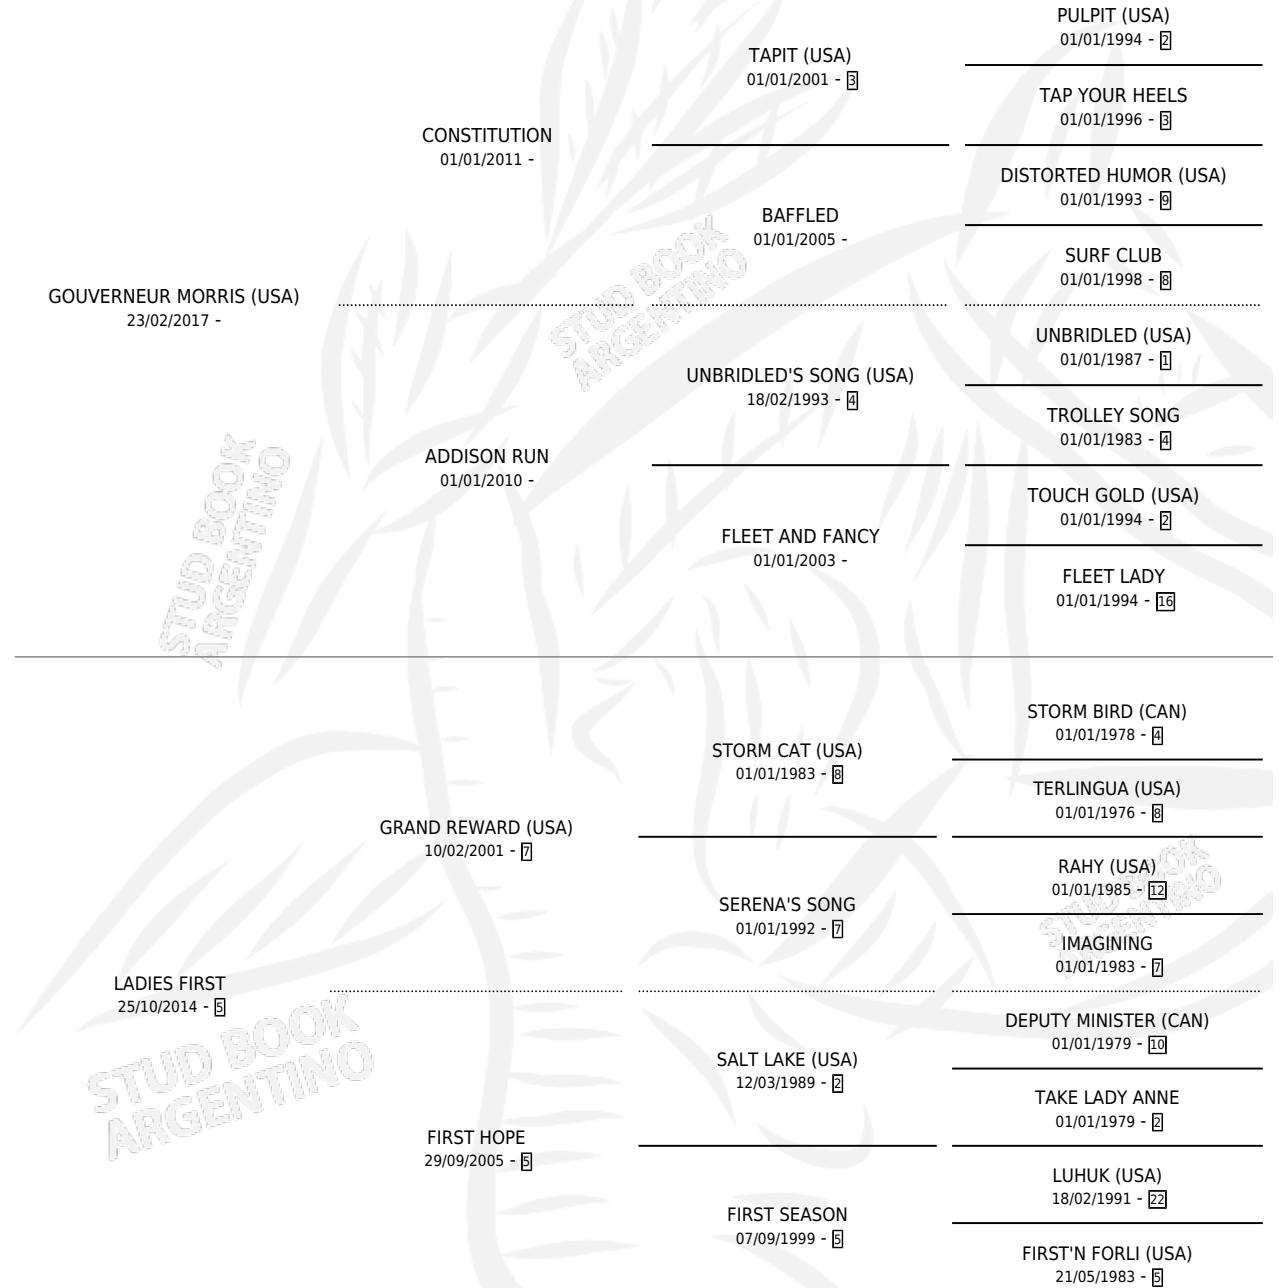 PULPIT (USA)
01/01/1994 - 2
TAPIT (USA)
01/01/2001 - 3
TAP YOUR HEELS
01/01/1996 - 3
CONSTITUTION
01/01/2011 -
DISTORTED HUMOR (USA)
01/01/1993 - 9
BAFFLED
01/01/2005 -
SURF CLUB
01/01/1998 - 8
GOUVERNEUR MORRIS (USA)
23/02/2017 -
UNBRIDLED (USA)
01/01/1987 - 1
UNBRIDLED'S SONG (USA)
18/02/1993 - 4
TROLLEY SONG
01/01/1983 - 4
ADDISON RUN
01/01/2010 -
TOUCH GOLD (USA)
01/01/1994 - 2
FLEET AND FANCY
01/01/2003 -
FLEET LADY
01/01/1994 - 16
STORM BIRD (CAN)
01/01/1978 - 4
STORM CAT (USA)
01/01/1983 - 8
TERLINGUA (USA)
01/01/1976 - 8
GRAND REWARD (USA)
10/02/2001 - 7
RAHY (USA)
01/01/1985 - 12
SERENA'S SONG
01/01/1992 - 7
IMAGINING
01/01/1983 - 7
LADIES FIRST
25/10/2014 - 5
DEPUTY MINISTER (CAN)
01/01/1979 - 10
SALT LAKE (USA)
12/03/1989 - 2
TAKE LADY ANNE
01/01/1979 - 2
FIRST HOPE
29/09/2005 - 5
LUHUK (USA)
18/02/1991 - 22
FIRST SEASON
07/09/1999 - 5
FIRST'N FORLI (USA)
21/05/1983 - 5
STUD BOOK
ARGENTINO
STUD BOOK
ARGENTINO
STUD BOOK
ARGENTINO
STUD BOOK
ARGENTINO